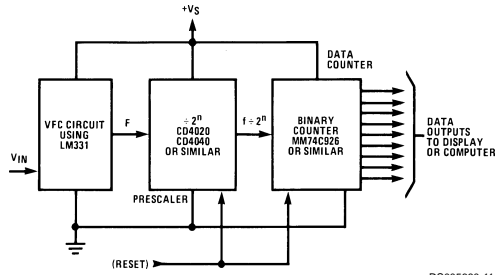 +VS
DATA
COUNTER
VFC CIRCUIT
USING
LM331
F
÷ 2ⁿ
CD4020
CD4040
OR SIMILAR
f ÷ 2ⁿ
BINARY
COUNTER
MM74C926
OR SIMILAR
DATA
OUTPUTS
TO DISPLAY
OR COMPUTER
VIN
PRESCALER
(RESET)